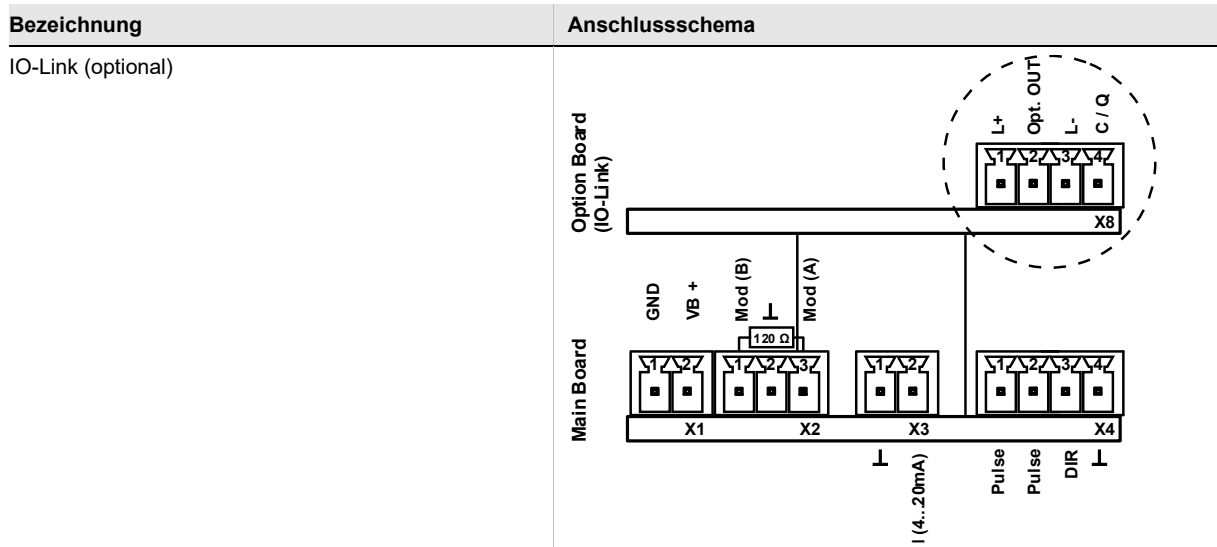 Bezeichnung
Anschlussschema
IO-Link (optional)
Option Board
(IO-Link)
L+
Opt. OUT
L-
C / Q
1 2 3 4
X8
GND
VB +
Mod (B)
Mod (A)
120 Ω
Main Board
1 2
1 2 3
1 2
1 2 3 4
X1
X2
X3
X4
I (4...20mA)
Pulse
Pulse
DIR